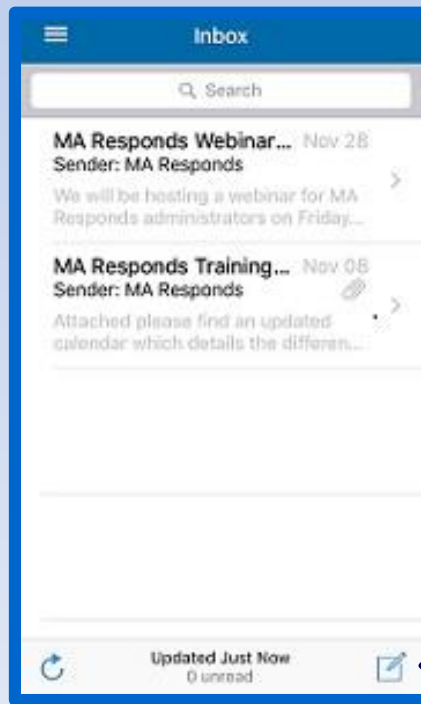 Inbox
Search
MA Responds Webinar... Nov 28
Sender: MA Responds
We will be hosting a webinar for MA
Responds administrators on Friday...
MA Responds Training... Nov 08
Sender: MA Responds
Attached please find an updated
calendar which details the differen...
Updated Just Now
0 unread